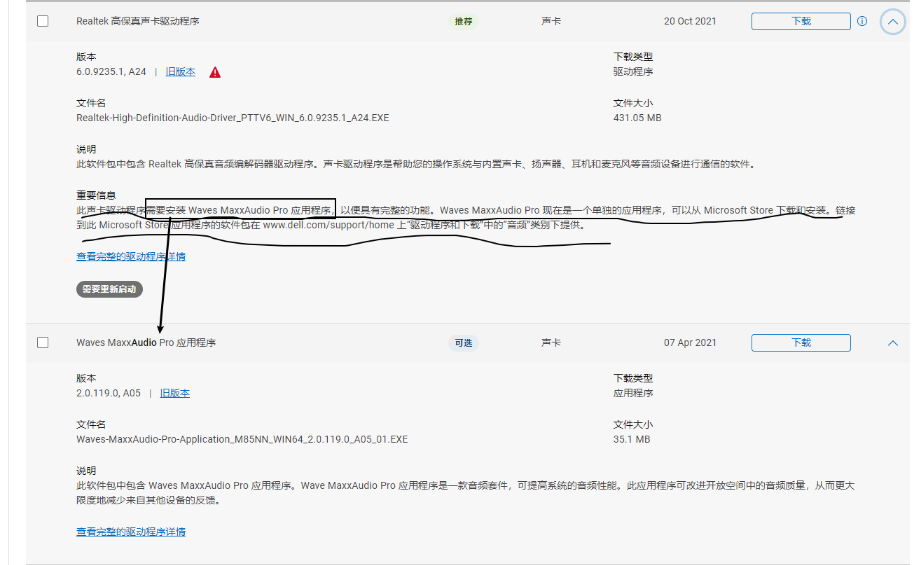 Realtek 高保真声卡驱动程序 推荐 声卡 20 Oct 2021 下载
版本 下载类型
6.0.9235.1, A24 | 旧版本 驱动程序
文件名 文件大小
Realtek-High-Definition-Audio-Driver_PTTV6_WIN_6.0.9235.1_A24.EXE 431.05 MB
说明
此软件包中包含 Realtek 高保真音频编解码器驱动程序。声卡驱动程序是帮助您的操作系统与内置声卡、扬声器、耳机和麦克风等音频设备进行通信的软件。
重要信息
此声卡驱动程序需要安装 Waves MaxxAudio Pro 应用程序，以便具有完整的功能。Waves MaxxAudio Pro 现在是一个单独的应用程序，可以从 Microsoft Store 下载和安装。链接
到此 Microsoft Store 应用程序的软件包在 www.dell.com/support/home 上“驱动程序和下载”中的“音频”类别下提供。
查看完整的驱动程序详情
需要重新启动
Waves MaxxAudio Pro 应用程序 可选 声卡 07 Apr 2021 下载
版本 下载类型
2.0.119.0, A05 | 旧版本 应用程序
文件名 文件大小
Waves-MaxxAudio-Pro-Application_M85NN_WIN64_2.0.119.0_A05_01.EXE 35.1 MB
说明
此软件包中包含 Waves MaxxAudio Pro 应用程序。Wave MaxxAudio Pro 应用程序是一款音频套件，可提高系统的音频性能。此应用程序可改进开放空间中的音频质量，从而更大
限度地减少来自其他设备的反馈。
查看完整的驱动程序详情